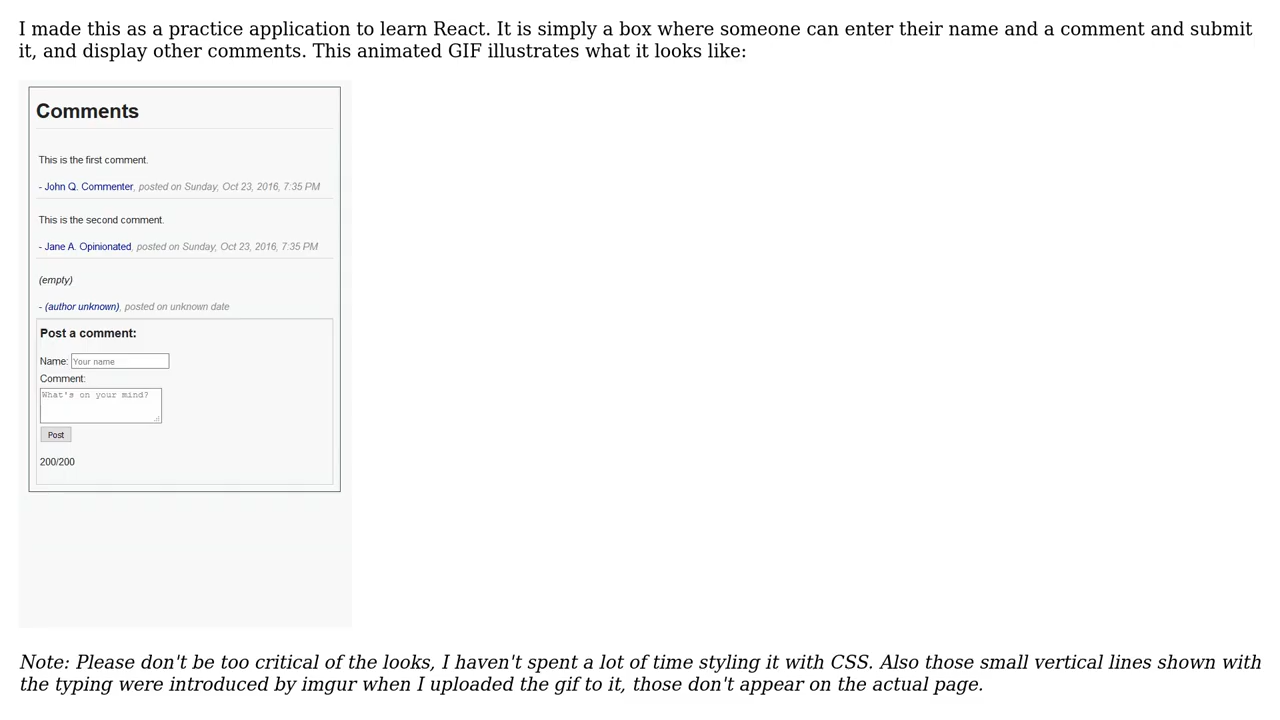 I made this as a practice application to learn React. It is simply a box where someone can enter their name and a comment and submit
it, and display other comments. This animated GIF illustrates what it looks like:
Comments
This is the first comment.
- John Q. Commenter, posted on Sunday, Oct 23, 2016, 7:35 PM
This is the second comment.
- Jane A. Opinionated, posted on Sunday, Oct 23, 2016, 7:35 PM
(empty)
- (author unknown), posted on unknown date
Post a comment:
Name: Your name
Comment:
What's on your mind?
Post
200/200
Note: Please don't be too critical of the looks, I haven't spent a lot of time styling it with CSS. Also those small vertical lines shown with
the typing were introduced by imgur when I uploaded the gif to it, those don't appear on the actual page.